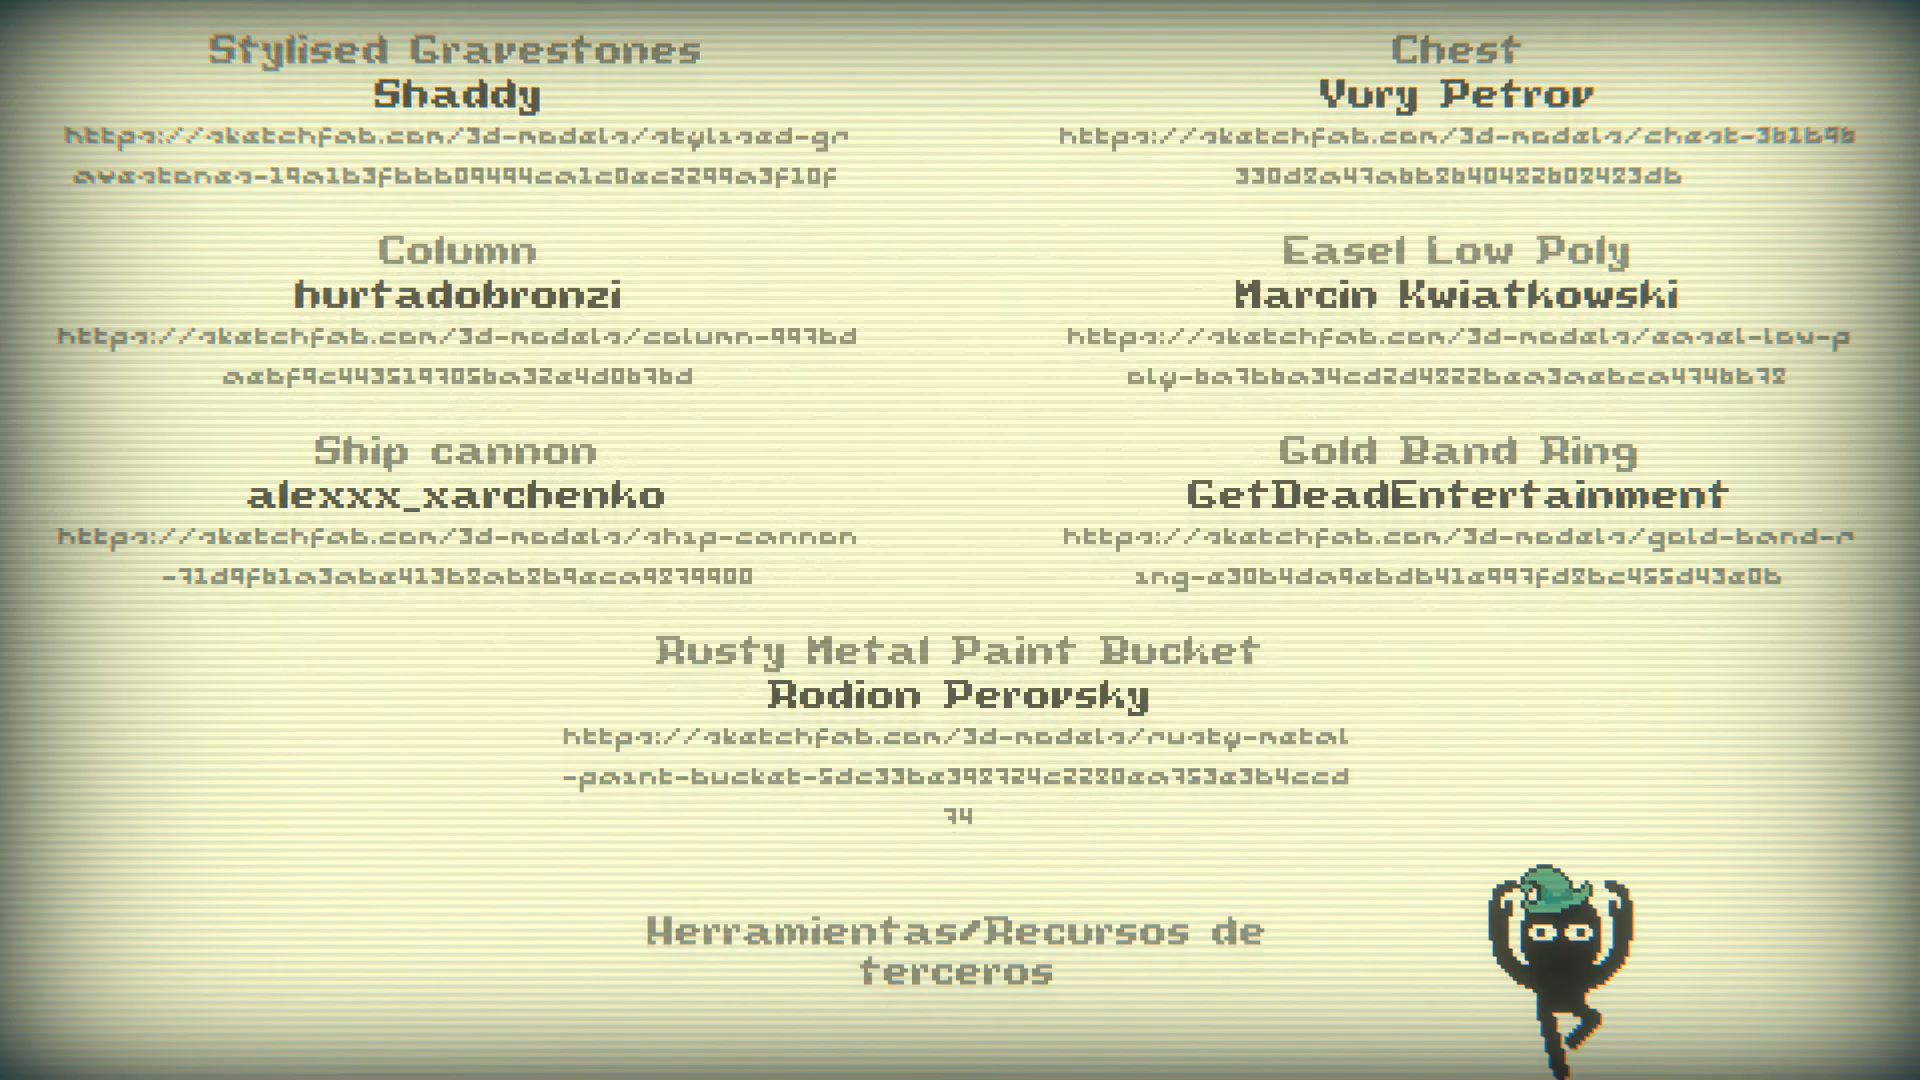 Stylised Gravestones
Shaddy
https://sketchfab.com/3d-models/stylised-gr
avestones-19a1b3fbbb09494ca1c0ec2299a3f10f
Chest
Yury Petrov
https://sketchfab.com/3d-models/chest-3b1b9b
330d2a47abb2b40422b02423db
Column
hurtadobronzi
https://sketchfab.com/3d-models/column-997bd
aebf9c443519705ba32e4d0b7bd
Easel Low Poly
Marcin Kwiatkowski
https://sketchfab.com/3d-models/easel-low-p
oly-ba7bba34cd2d4222bea3aebca474bb72
Ship cannon
alexxx_xarchenko
https://sketchfab.com/3d-models/ship-cannon
-71d9fb1a3abe413b2ab2b9eca9279900
Gold Band Ring
GetDeadEntertainment
https://sketchfab.com/3d-models/gold-band-r
ing-e30b4da9ebdb41e997fd2bc455d43e0b
Rusty Metal Paint Bucket
Rodion Perovsky
https://sketchfab.com/3d-models/rusty-metal
-paint-bucket-5dc33be392724c2220ea753e3b4ccd
74
Herramientas/Recursos de
terceros